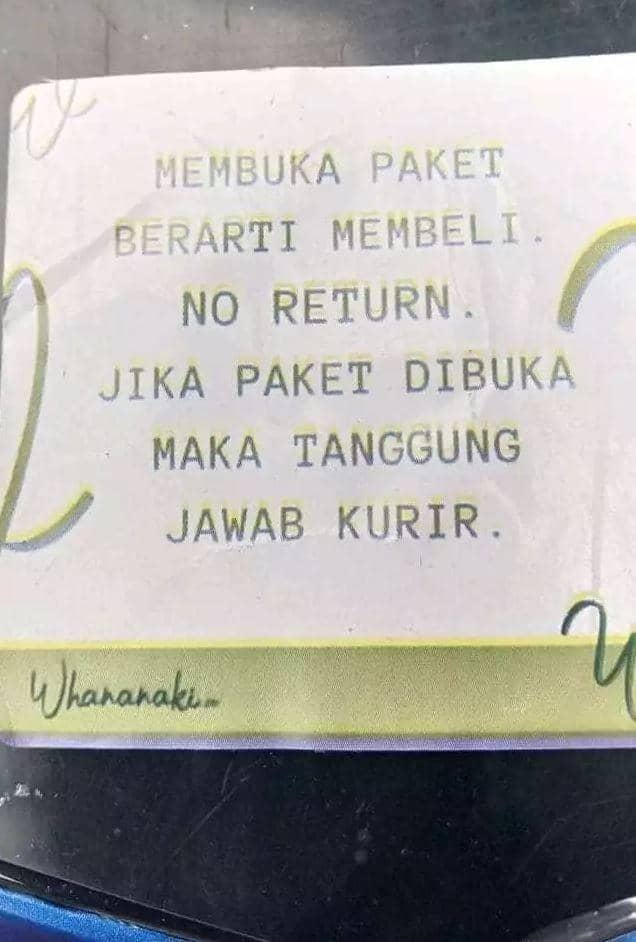 MEMBUKA PAKET
BERARTI MEMBELI.
NO RETURN.
JIKA PAKET DIBUKA
MAKA TANGGUNG
JAWAB KURIR.
Whananaki